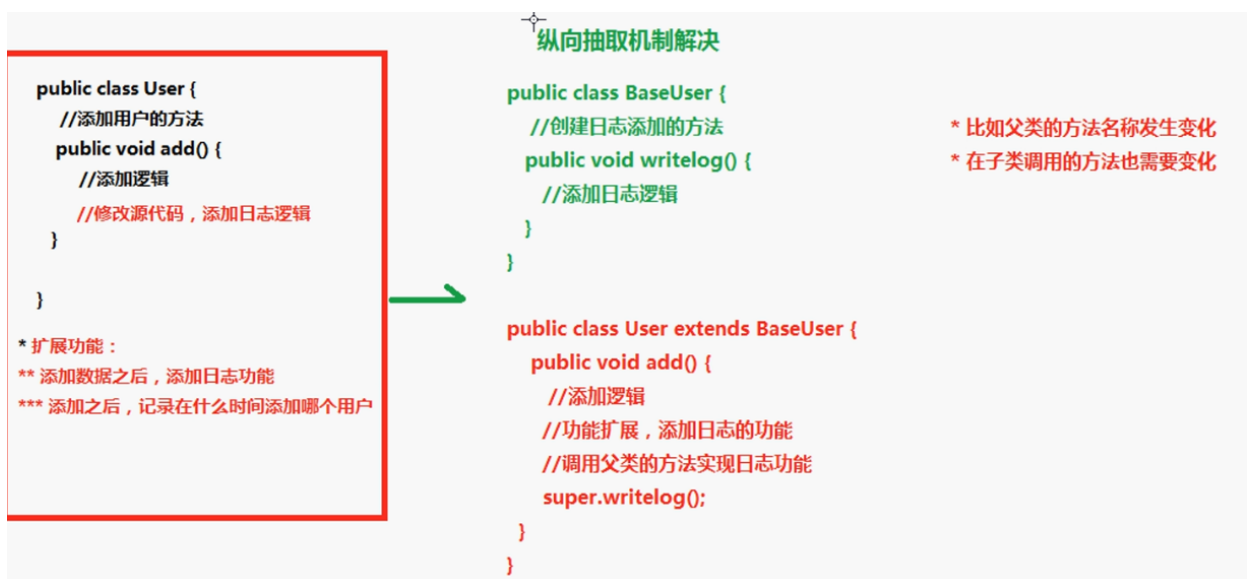 public class User {
//添加用户的方法
public void add() {
//添加逻辑
//修改源代码，添加日志逻辑
}
}
* 扩展功能：
** 添加数据之后，添加日志功能
*** 添加之后，记录在什么时间添加哪个用户
纵向抽取机制解决
public class BaseUser {
//创建日志添加的方法
public void writelog() {
//添加日志逻辑
}
}
* 比如父类的方法名称发生变化
* 在子类调用的方法也需要变化
public class User extends BaseUser {
public void add() {
//添加逻辑
//功能扩展，添加日志的功能
//调用父类的方法实现日志功能
super.writelog();
}
}